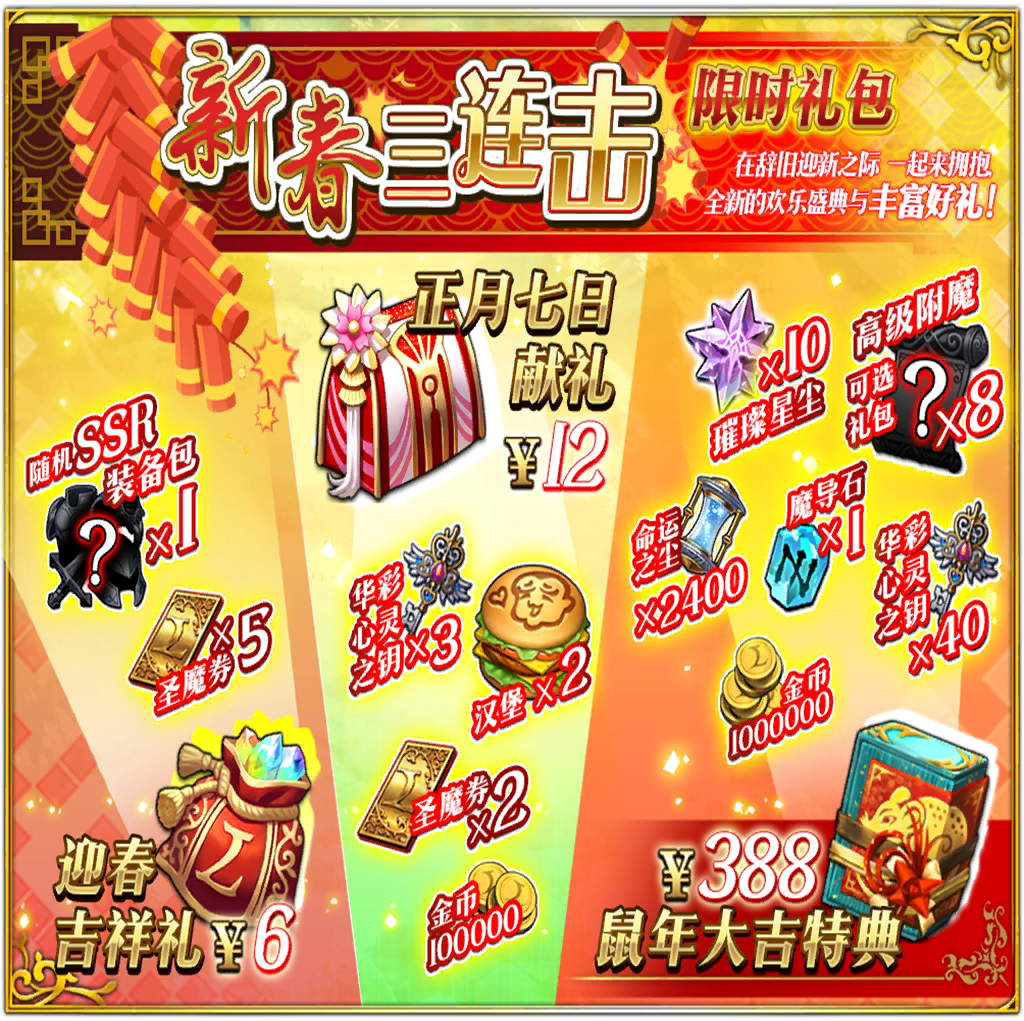 新春三连击
限时礼包
在辞旧迎新之际 一起来拥抱
全新的欢乐盛典与丰富好礼!
随机SSR
装备包
?
×1
圣魔券
×5
L
迎春
吉祥礼 ¥6
正月七日
献礼
¥12
华彩
心灵
之钥×3
汉堡×2
圣魔券
×2
金币
100000
×10
璀璨星尘
高级附魔
可选
礼包
?
×8
命运
之尘
×2400
魔导石
×1
华彩
心灵
之钥
×40
金币
1000000
¥388
鼠年大吉特典